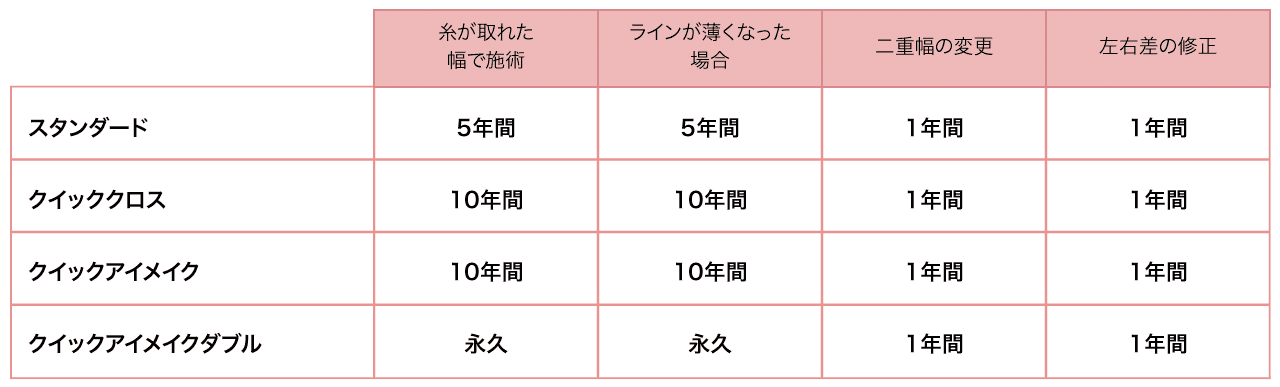 糸が取れた
幅で施術
ラインが薄くなった
場合
二重幅の変更
左右差の修正
スタンダード 5年間 5年間 1年間 1年間
クイッククロス 10年間 10年間 1年間 1年間
クイックアイメイク 10年間 10年間 1年間 1年間
クイックアイメイクダブル 永久 永久 1年間 1年間